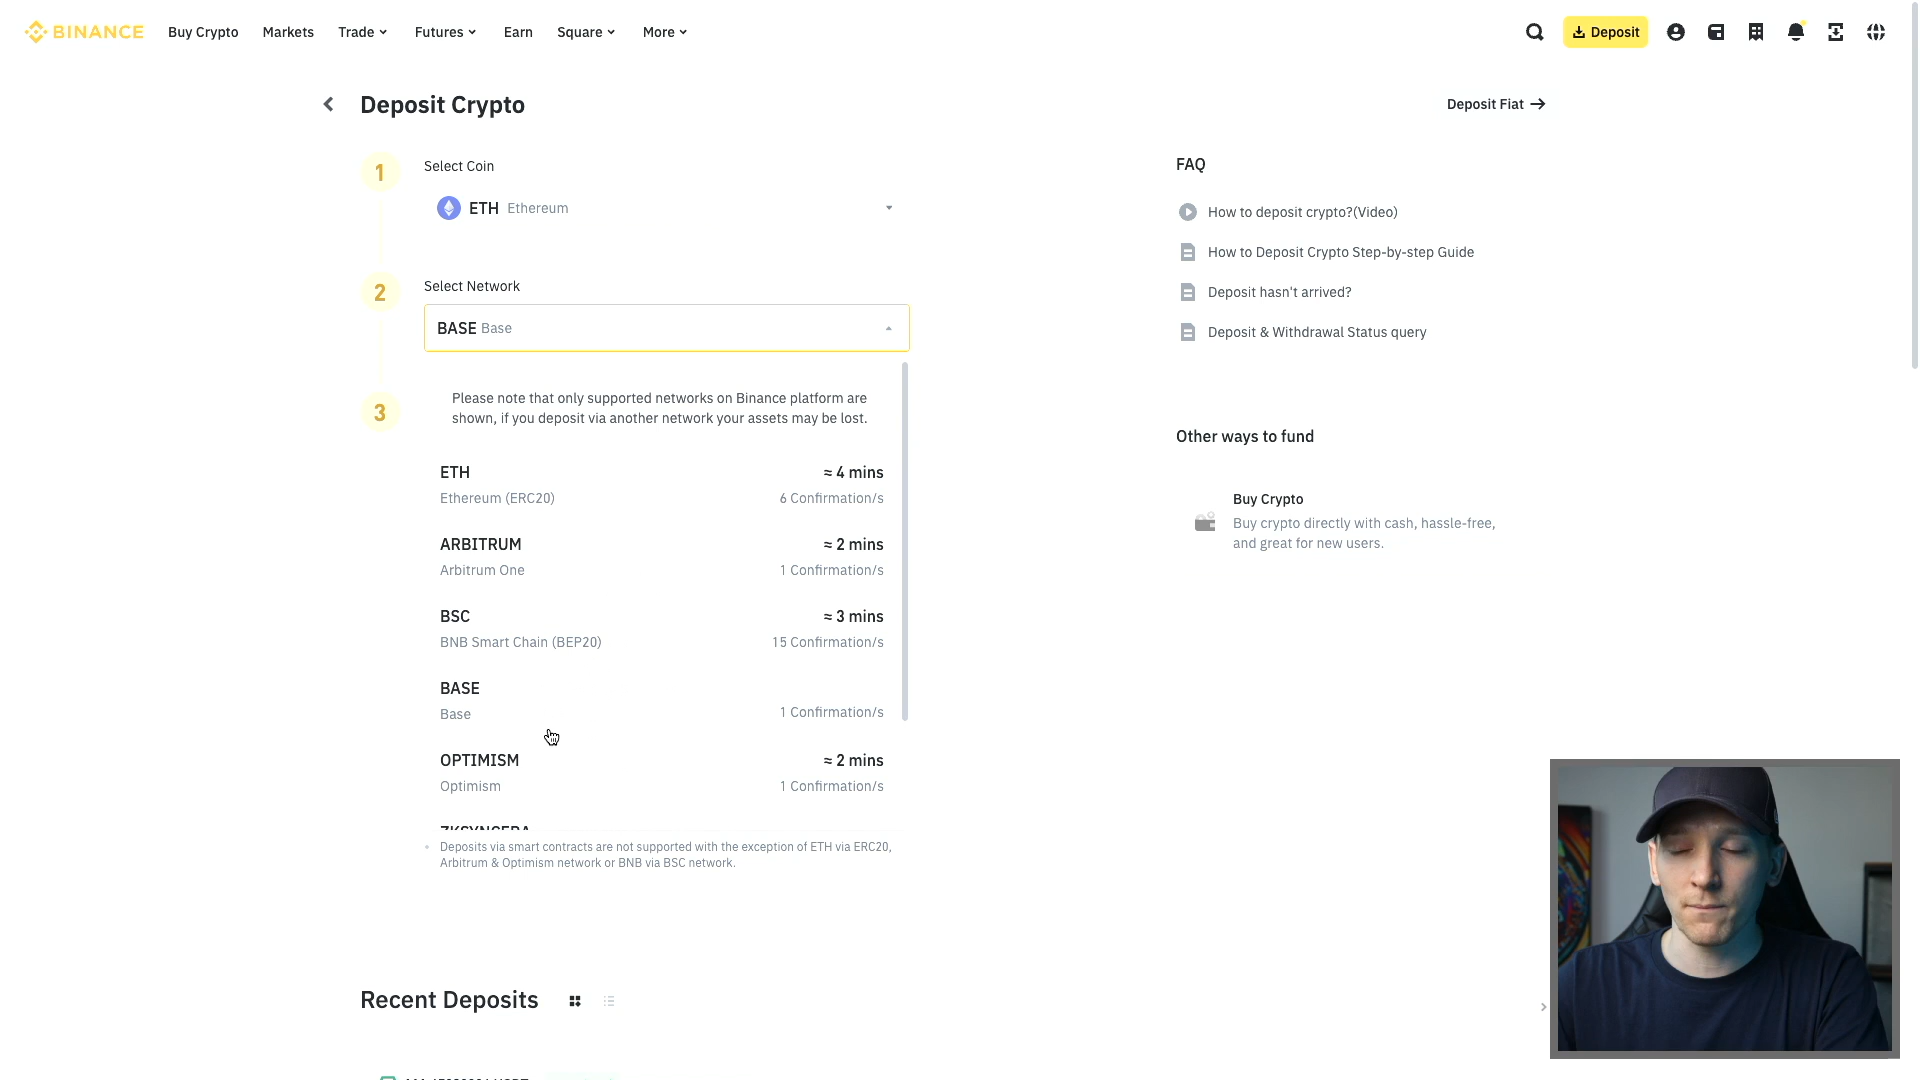 BINANCE
Buy Crypto
Markets
Trade
Futures
Earn
Square
More
Deposit
Deposit Crypto
Deposit Fiat
1
Select Coin
ETH Ethereum
2
Select Network
BASE Base
3
Please note that only supported networks on Binance platform are
shown, if you deposit via another network your assets may be lost.
ETH ≈ 4 mins
Ethereum (ERC20) 6 Confirmation/s
ARBITRUM ≈ 2 mins
Arbitrum One 1 Confirmation/s
BSC ≈ 3 mins
BNB Smart Chain (BEP20) 15 Confirmation/s
BASE
Base 1 Confirmation/s
OPTIMISM ≈ 2 mins
Optimism 1 Confirmation/s
Deposits via smart contracts are not supported with the exception of ETH via ERC20,
Arbitrum & Optimism network or BNB via BSC network.
Recent Deposits
FAQ
How to deposit crypto?(Video)
How to Deposit Crypto Step-by-step Guide
Deposit hasn't arrived?
Deposit & Withdrawal Status query
Other ways to fund
Buy Crypto
Buy crypto directly with cash, hassle-free,
and great for new users.